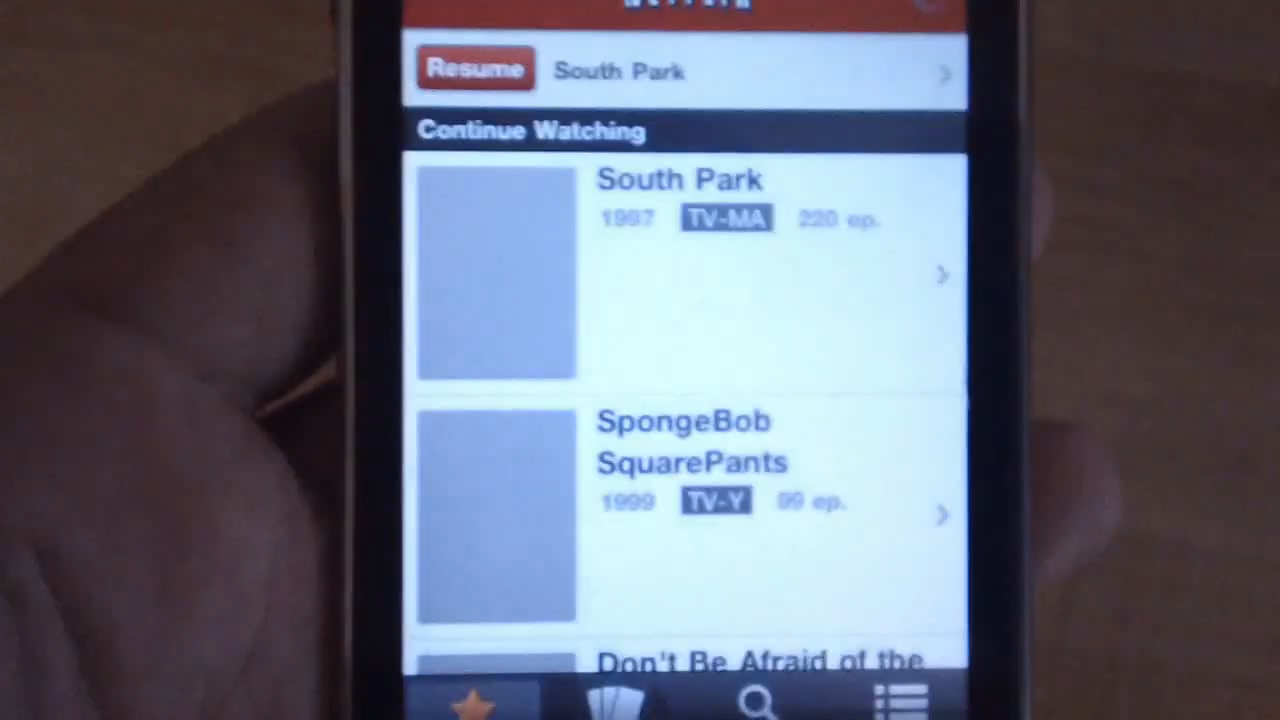 Resume South Park
Continue Watching
South Park
1997 TV-MA 220 ep.
SpongeBob
SquarePants
1999 TV-Y 99 ep.
Don't Be Afraid of the